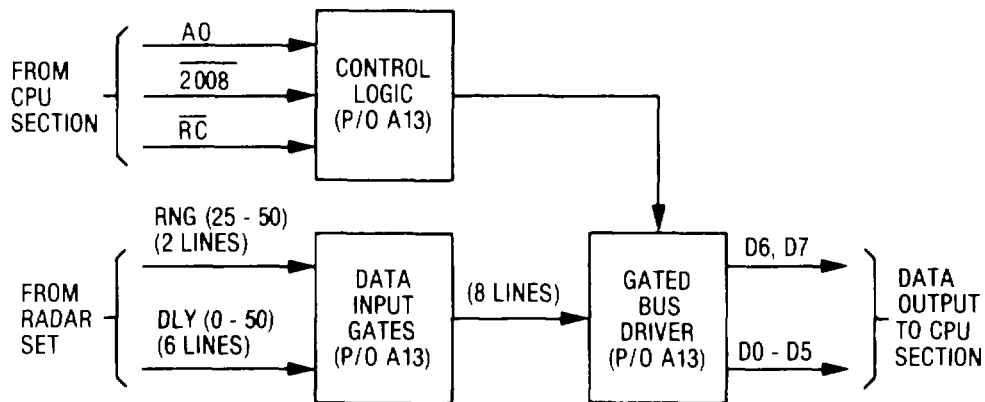 FROM
CPU
SECTION
A0
2008
RC
CONTROL
LOGIC
(P/O A13)
FROM
RADAR
SET
RNG (25 - 50)
(2 LINES)
DLY (0 - 50)
(6 LINES)
DATA
INPUT
GATES
(P/O A13)
(8 LINES)
GATED
BUS
DRIVER
(P/O A13)
D6, D7
D0 - D5
DATA
OUTPUT
TO CPU
SECTION